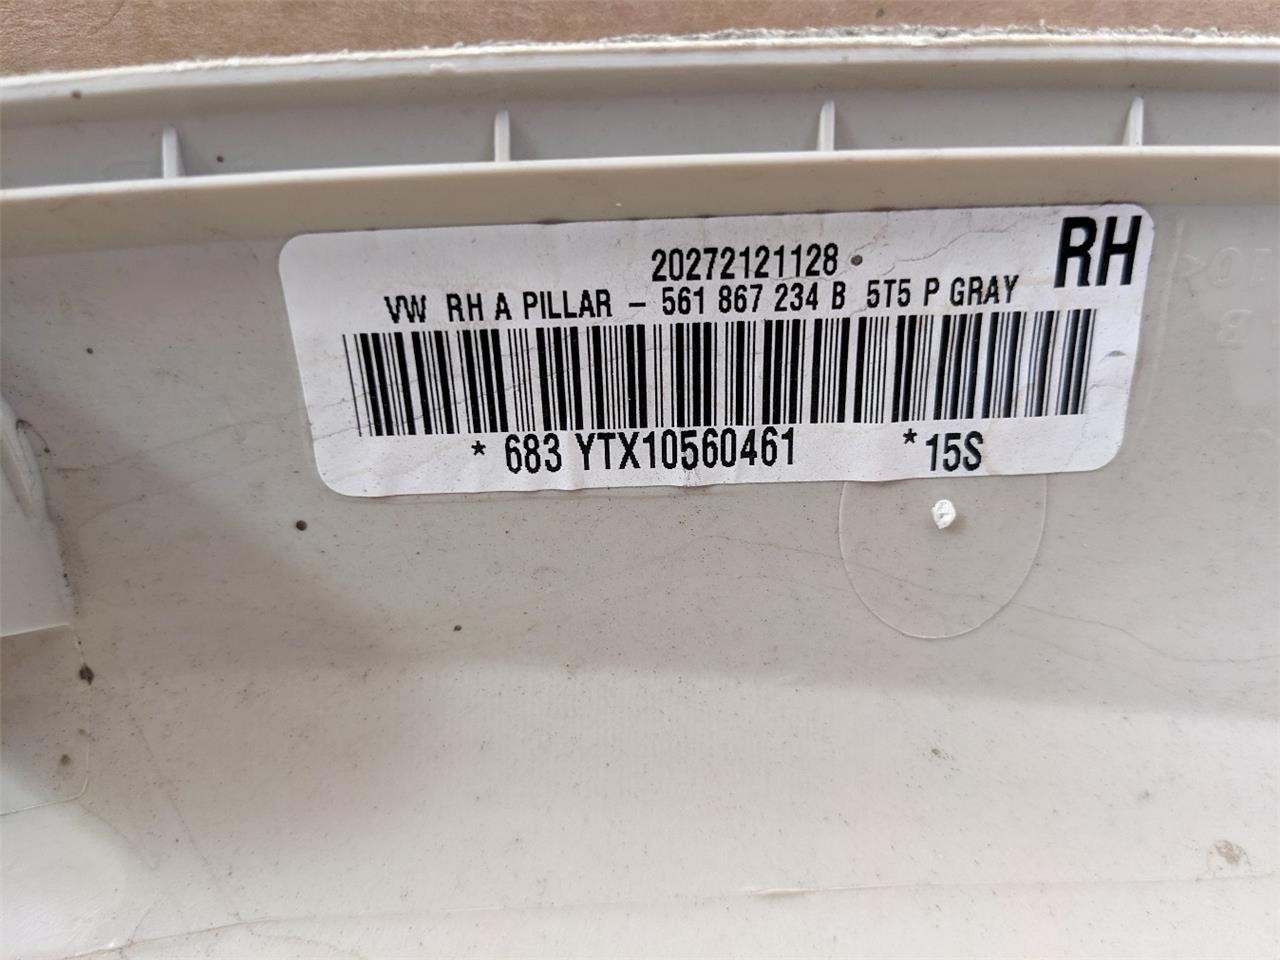 20272121128
RH
VW RH A PILLAR - 561 867 234 B 5T5 P GRAY
* 683 YTX10560461 *15S